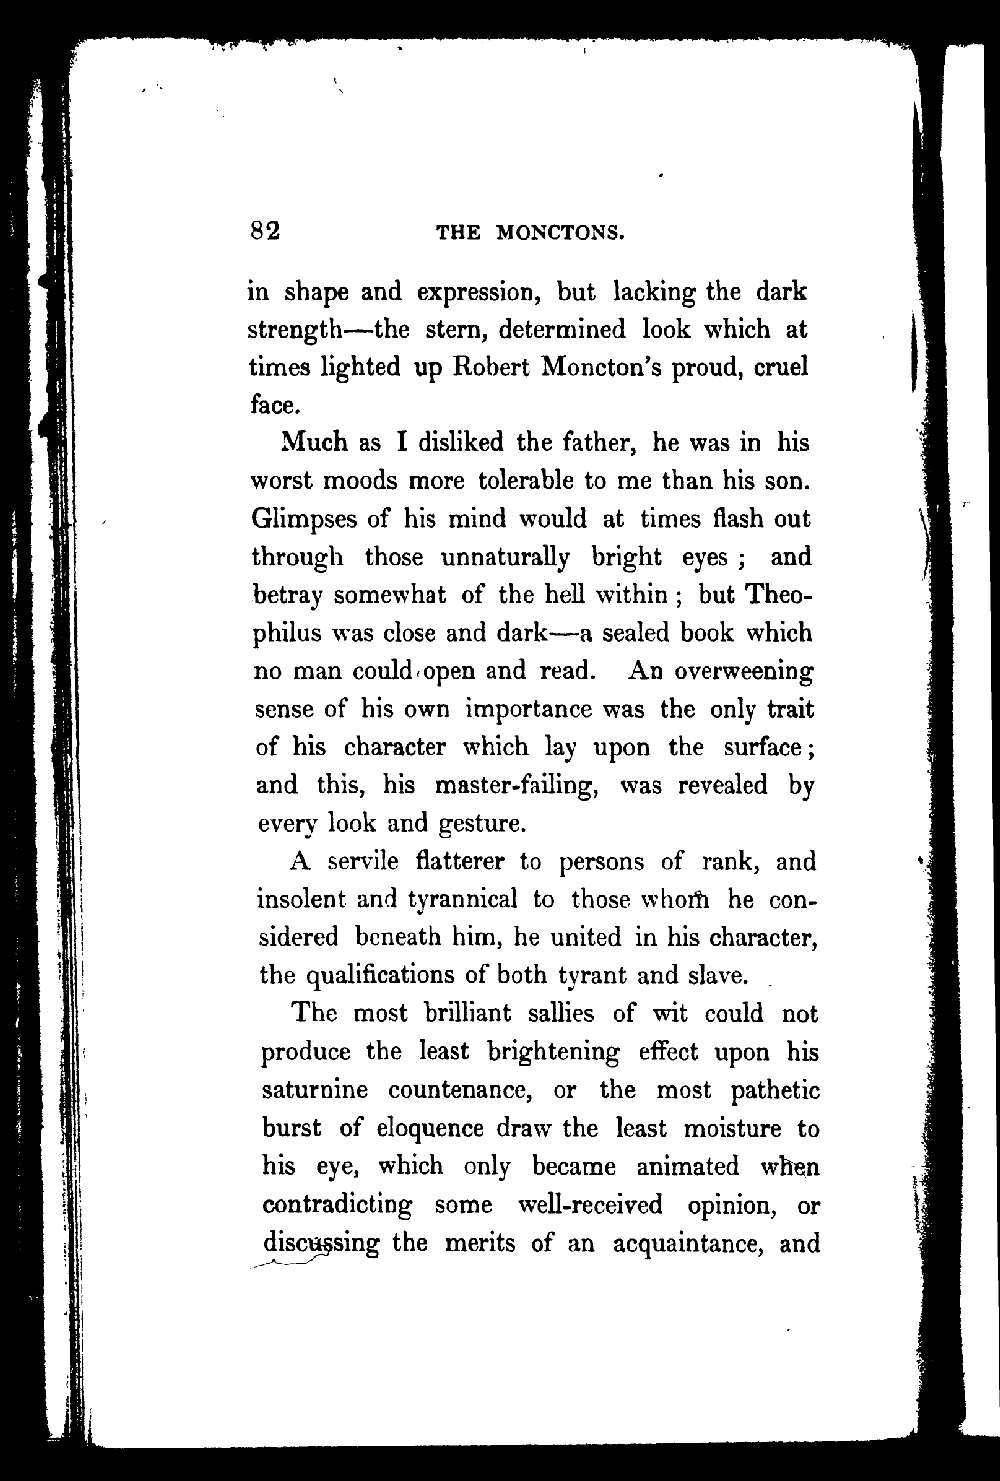 82 THE MONCTONS.
in shape and expression, but lacking the dark
strength—the stern, determined look which at
times lighted up Robert Moncton's proud, cruel
face.
Much as I disliked the father, he was in his
worst moods more tolerable to me than his son.
Glimpses of his mind would at times flash out
through those unnaturally bright eyes ; and
betray somewhat of the hell within ; but Theo-
philus was close and dark—a sealed book which
no man could open and read. An overweening
sense of his own importance was the only trait
of his character which lay upon the surface ;
and this, his master-failing, was revealed by
every look and gesture.
A servile flatterer to persons of rank, and
insolent and tyrannical to those whom he con-
sidered beneath him, he united in his character,
the qualifications of both tyrant and slave.
The most brilliant sallies of wit could not
produce the least brightening effect upon his
saturnine countenance, or the most pathetic
burst of eloquence draw the least moisture to
his eye, which only became animated when
contradicting some well-received opinion, or
discussing the merits of an acquaintance, and